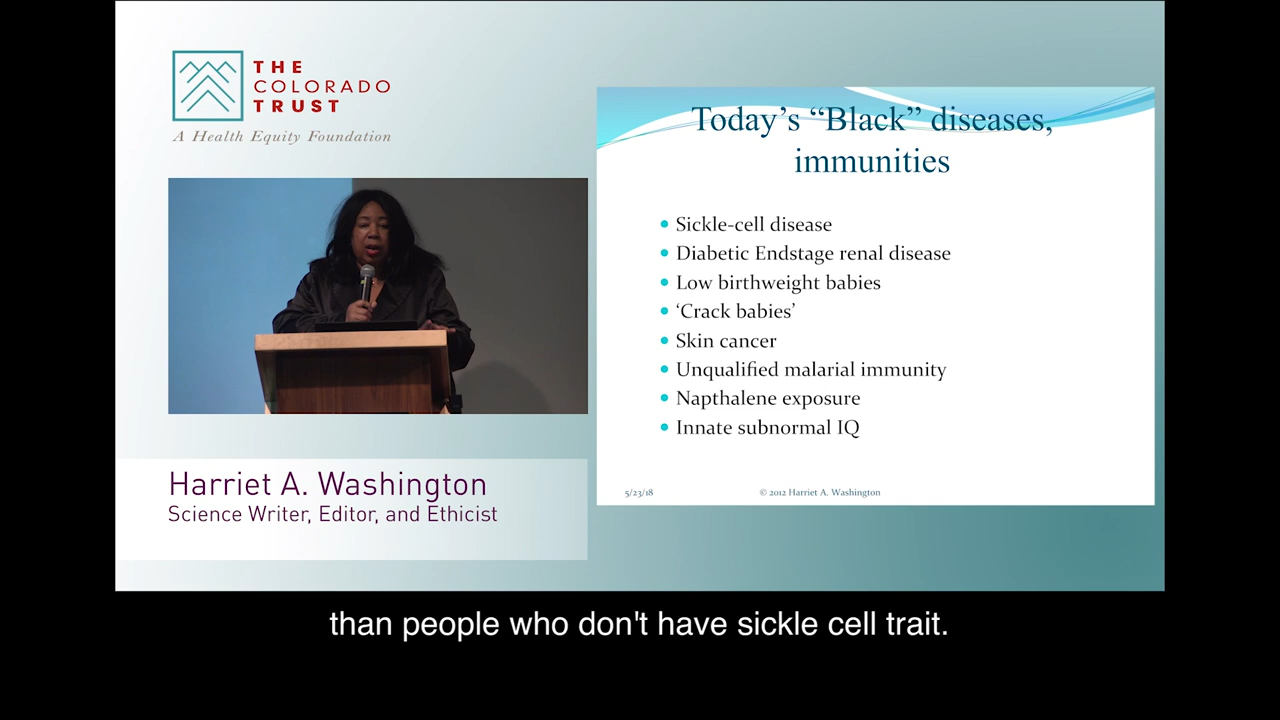 THE
COLORADO
TRUST
A Health Equity Foundation
Today's “Black” diseases,
immunities
• Sickle-cell disease
• Diabetic Endstage renal disease
• Low birthweight babies
• ‘Crack babies’
• Skin cancer
• Unqualified malarial immunity
• Napthalene exposure
• Innate subnormal IQ
5/23/18
© 2012 Harriet A. Washington
Harriet A. Washington
Science Writer, Editor, and Ethicist
than people who don't have sickle cell trait.